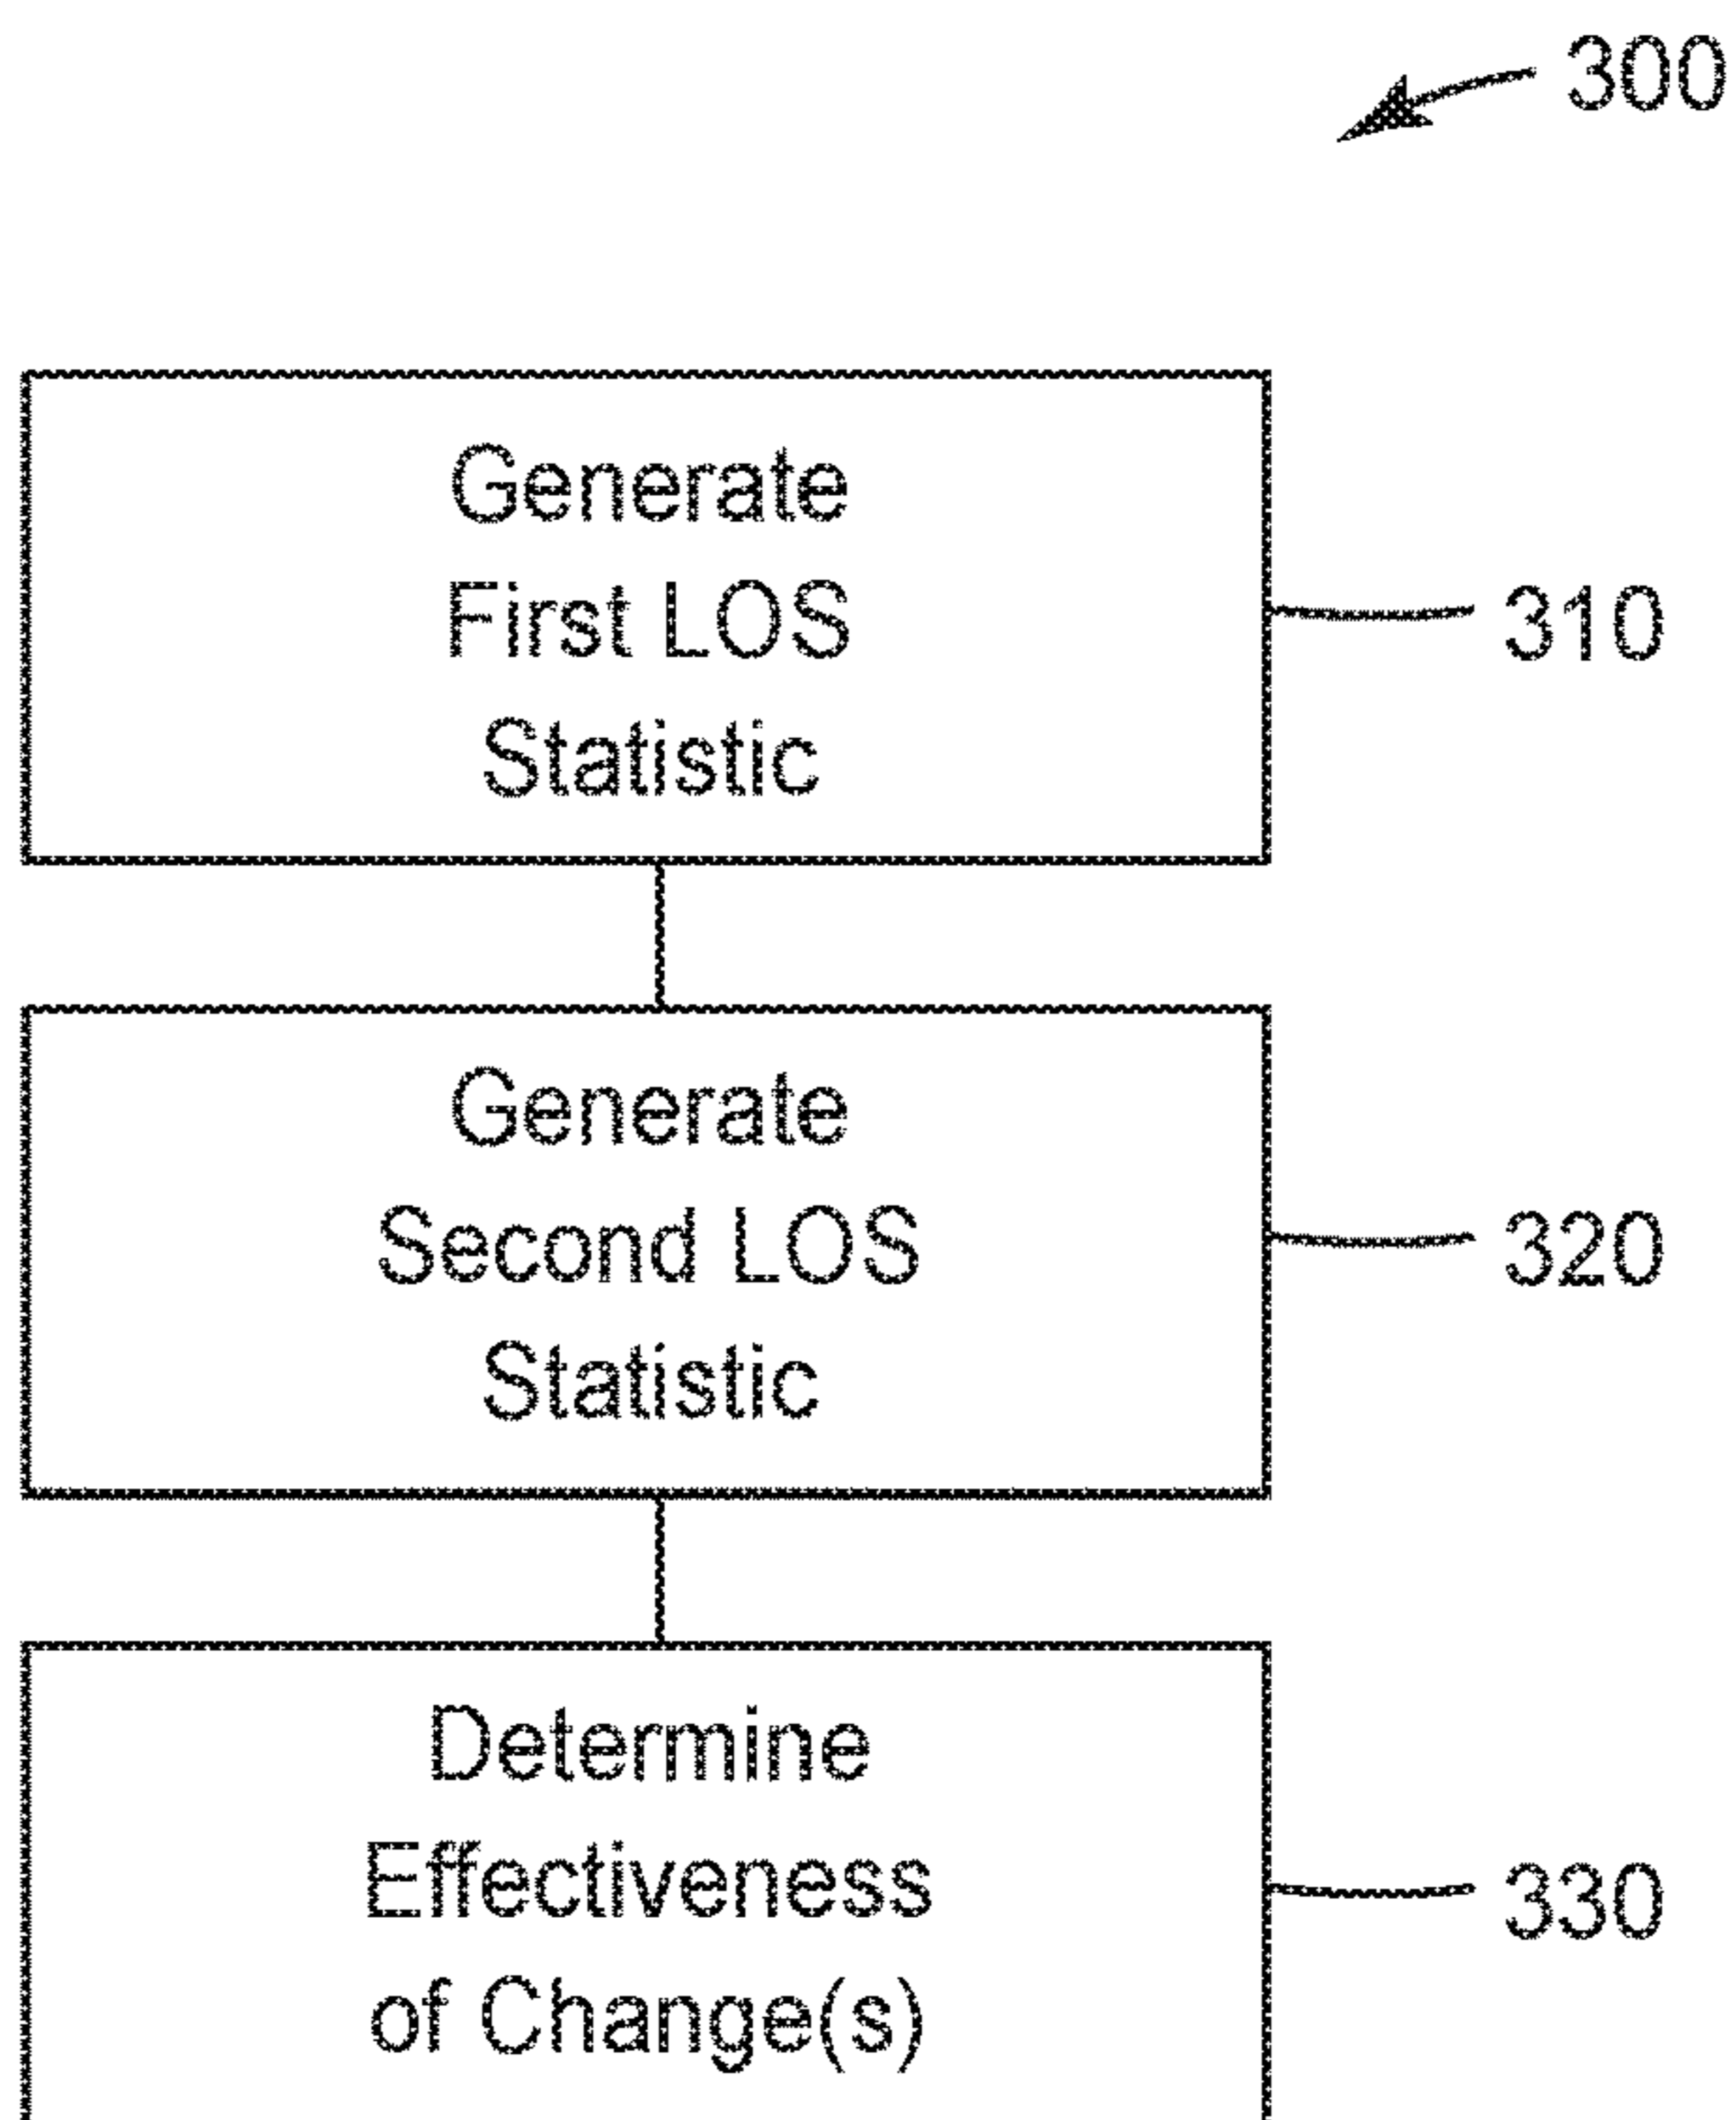 300
Generate
First LOS
Statistic
310
Generate
Second LOS
Statistic
320
Determine
Effectiveness
of Change(s)
330